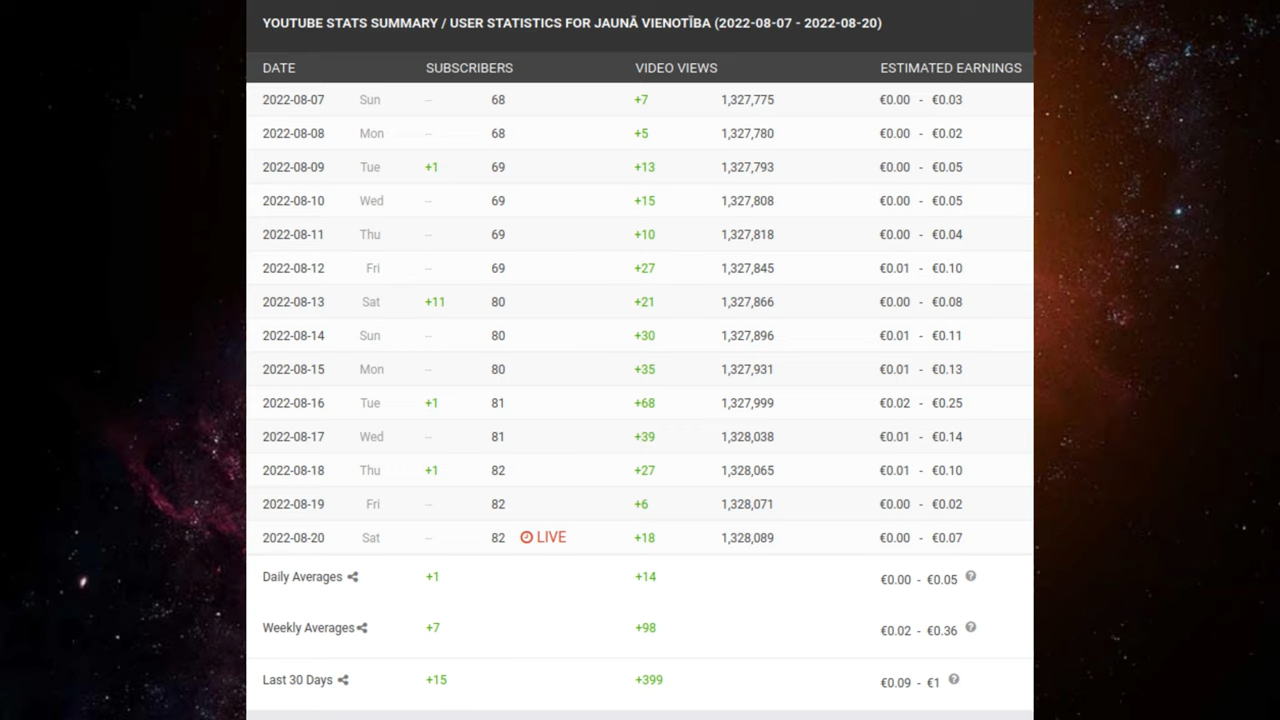 YOUTUBE STATS SUMMARY / USER STATISTICS FOR JAUNĀ VIENOTĪBA (2022-08-07 - 2022-08-20)
DATE SUBSCRIBERS VIDEO VIEWS ESTIMATED EARNINGS
2022-08-07 Sun -- 68 +7 1,327,775 €0.00 - €0.03
2022-08-08 Mon -- 68 +5 1,327,780 €0.00 - €0.02
2022-08-09 Tue +1 69 +13 1,327,793 €0.00 - €0.05
2022-08-10 Wed -- 69 +15 1,327,808 €0.00 - €0.05
2022-08-11 Thu -- 69 +10 1,327,818 €0.00 - €0.04
2022-08-12 Fri -- 69 +27 1,327,845 €0.01 - €0.10
2022-08-13 Sat +11 80 +21 1,327,866 €0.00 - €0.08
2022-08-14 Sun -- 80 +30 1,327,896 €0.01 - €0.11
2022-08-15 Mon -- 80 +35 1,327,931 €0.01 - €0.13
2022-08-16 Tue +1 81 +68 1,327,999 €0.02 - €0.25
2022-08-17 Wed -- 81 +39 1,328,038 €0.01 - €0.14
2022-08-18 Thu +1 82 +27 1,328,065 €0.01 - €0.10
2022-08-19 Fri -- 82 +6 1,328,071 €0.00 - €0.02
2022-08-20 Sat -- 82 LIVE +18 1,328,089 €0.00 - €0.07
Daily Averages +1 +14 €0.00 - €0.05 ?
Weekly Averages +7 +98 €0.02 - €0.36 ?
Last 30 Days +15 +399 €0.09 - €1 ?